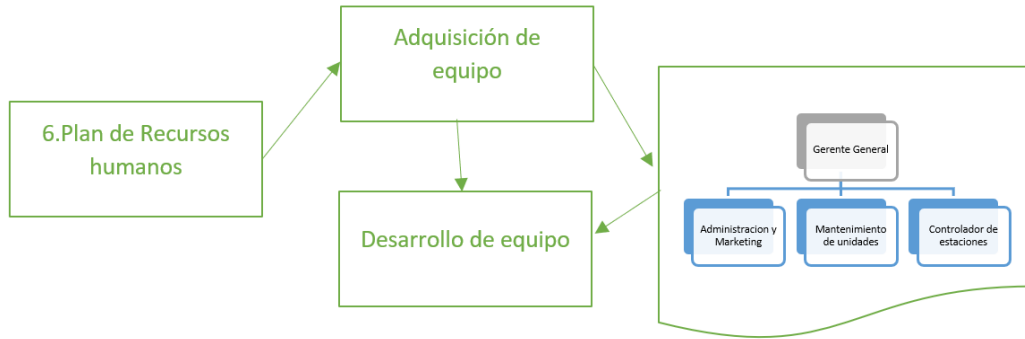 6.Plan de Recursos
humanos
Adquisición de
equipo
Desarrollo de equipo
Gerente General
Administracion y
Marketing
Mantenimiento
de unidades
Controlador de
estaciones